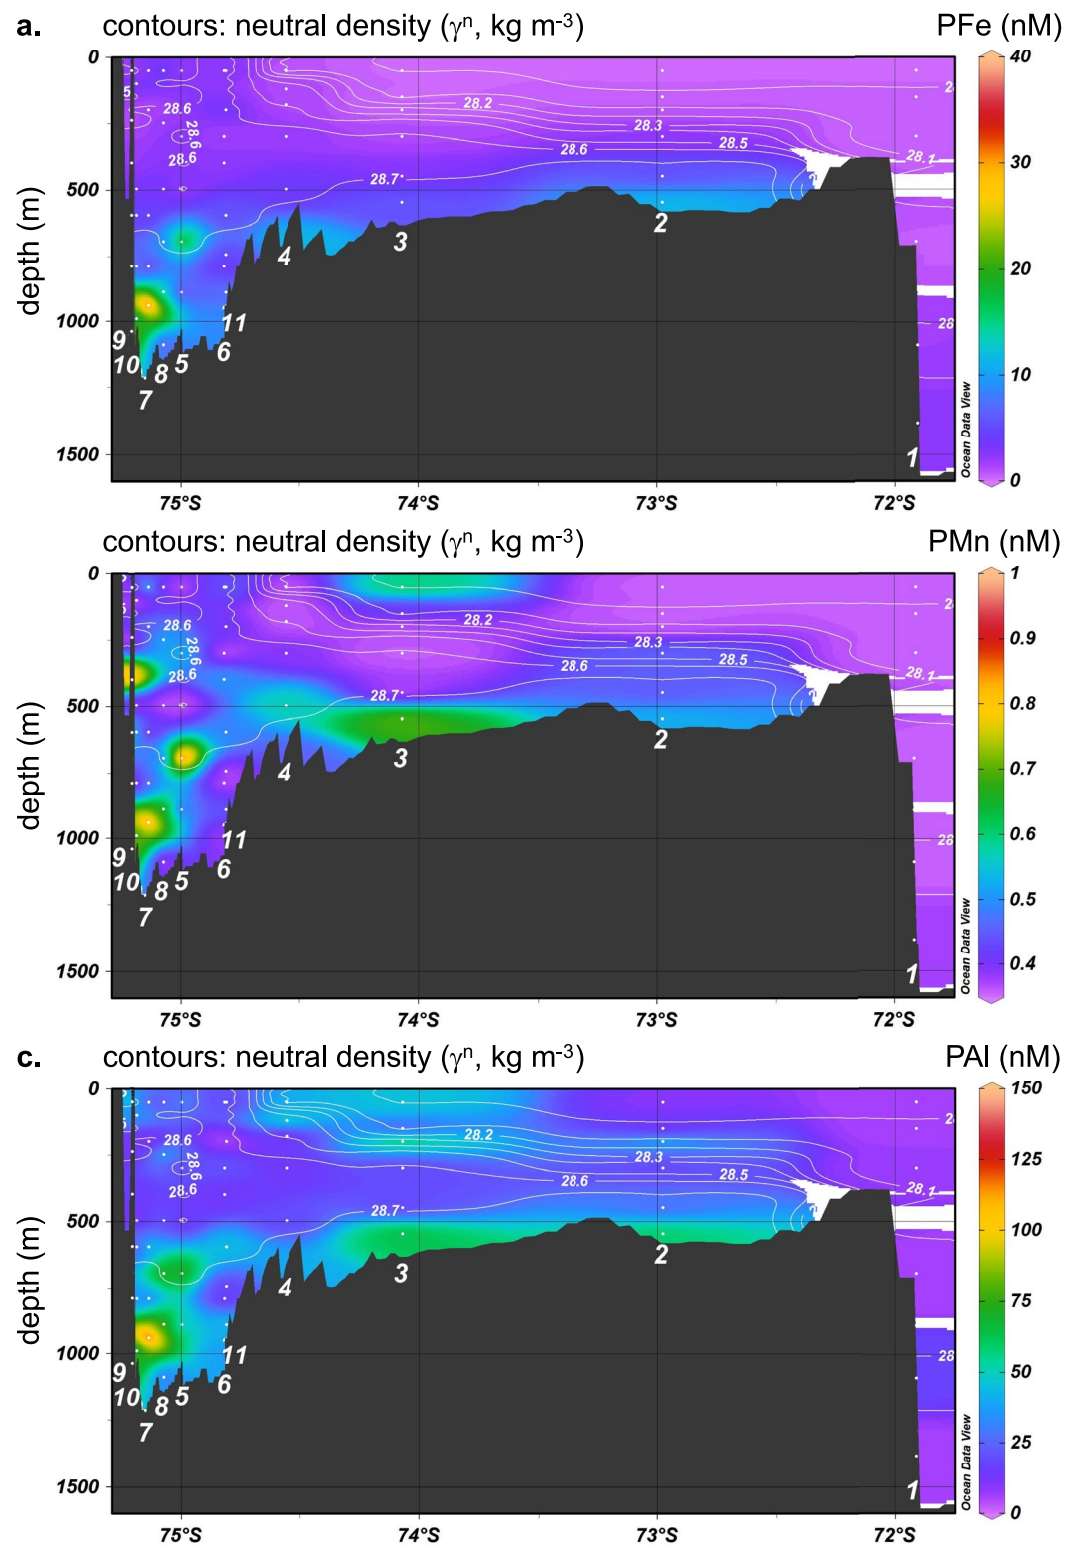 a. contours: neutral density (γⁿ, kg m⁻³) PFe (nM)
0 40
5 28.6 28.2 28.3 28.6 28.5 28.1 2
28.6
28.6 28.7 30
500
2
3
4
depth (m) 20
1000 11 28
9 6
10 8 5 10
7
1500 1 Ocean Data View 0
75°S 74°S 73°S 72°S
contours: neutral density (γⁿ, kg m⁻³) PMn (nM)
0 1
5 28.6 28.2 28.3 28.6 28.5 28.1 2
28.6 0.9
28.6 28.7
500 0.8
2
3
4
depth (m) 0.7
1000 11 28 0.6
9 6
10 8 5 0.5
7
1500 1 Ocean Data View 0.4
75°S 74°S 73°S 72°S
c. contours: neutral density (γⁿ, kg m⁻³) PAl (nM)
0 150
5 28.6 28.2 28.3 28.6 28.5 28.1 2
28.6 125
28.6 28.7
500 100
2
3
4
depth (m) 75
1000 11 28
9 6 50
10 8 5
7 25
1500 1 Ocean Data View 0
75°S 74°S 73°S 72°S